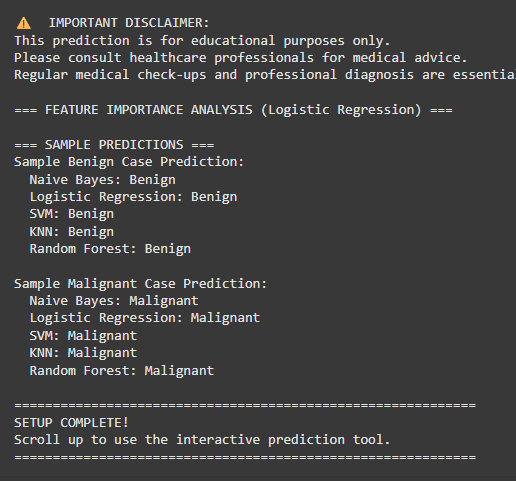 ⚠️ IMPORTANT DISCLAIMER:
This prediction is for educational purposes only.
Please consult healthcare professionals for medical advice.
Regular medical check-ups and professional diagnosis are essentia
=== FEATURE IMPORTANCE ANALYSIS (Logistic Regression) ===
=== SAMPLE PREDICTIONS ===
Sample Benign Case Prediction:
Naive Bayes: Benign
Logistic Regression: Benign
SVM: Benign
KNN: Benign
Random Forest: Benign
Sample Malignant Case Prediction:
Naive Bayes: Malignant
Logistic Regression: Malignant
SVM: Malignant
KNN: Malignant
Random Forest: Malignant
============================================================
SETUP COMPLETE!
Scroll up to use the interactive prediction tool.
============================================================